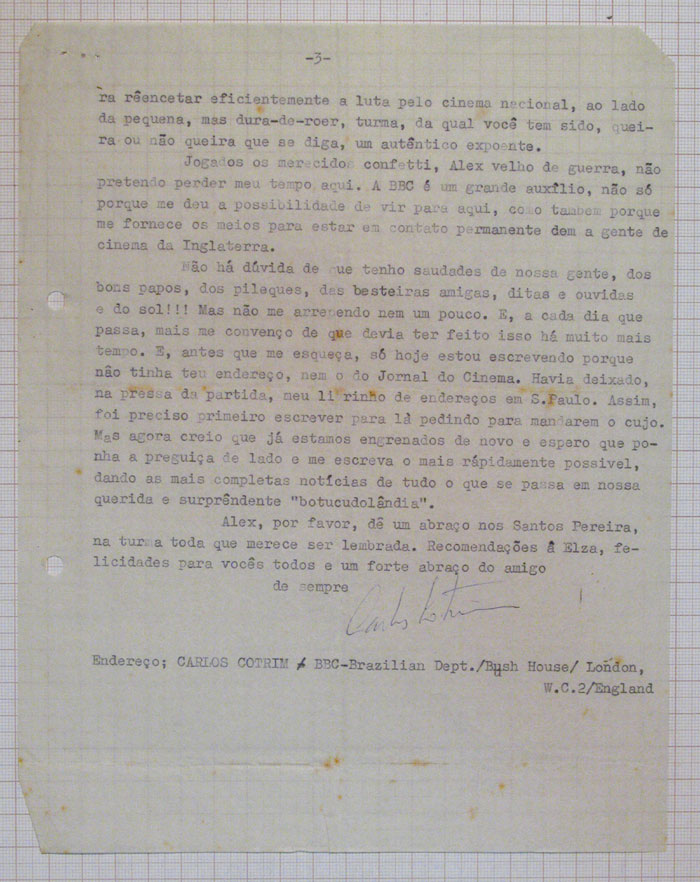 -3-
ra rêencetar eficientemente a luta pelo cinema nacional, ao lado
da pequena, mas dura-de-roer, turma, da qual você tem sido, quei-
ra ou não queira que se diga, um autêntico expoente.
Jogados os merecidos confetti, Alex velho de guerra, não
pretendo perder meu tempo aqui. A BBC é um grande auxílio, não só
porque me deu a possibilidade de vir para aqui, como tambem porque
me fornece os meios para estar em contato permanente dem a gente de
cinema da Inglaterra.
Não há dúvida de que tenho saudades de nossa gente, dos
bons papos, dos pileques, das besteiras amigas, ditas e ouvidas
e do sol!!! Mas não me arrependo nem um pouco. E, a cada dia que
passa, mais me convenço de que devia ter feito isso há muito mais
tempo. E, antes que me esqueça, só hoje estou escrevendo porque
não tinha teu endereço, nem o do Jornal do Cinema. Havia deixado,
na pressa da partida, meu li rinho de endereços em S.Paulo. Assim,
foi preciso primeiro escrever para lá pedindo para mandarem o cujo.
Mas agora creio que já estamos engrenados de novo e espero que po-
nha a preguiça de lado e me escreva o mais rápidamente possivel,
dando as mais completas notícias de tudo o que se passa em nossa
querida e surprêndente "botucudolândia".
Alex, por favor, dê um abraço nos Santos Pereira,
na turma toda que merece ser lembrada. Recomendações â Elza, fe-
licidades para vocês todos e um forte abraço do amigo
de sempre
Carlos Cotrim
Endereço; CARLOS COTRIM / BBC-Brazilian Dept./Bush House/ London,
W.C.2/England